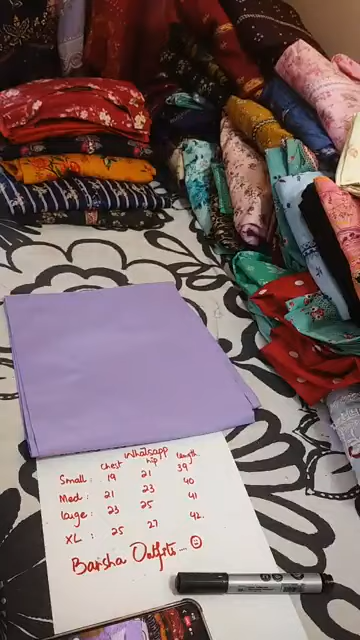 Whatsapp
chest hip length.
Small : 19 21 39
Med : 21 23 40
large : 23 25 41
XL : 25 27 42.
Barsha Outfits...☺